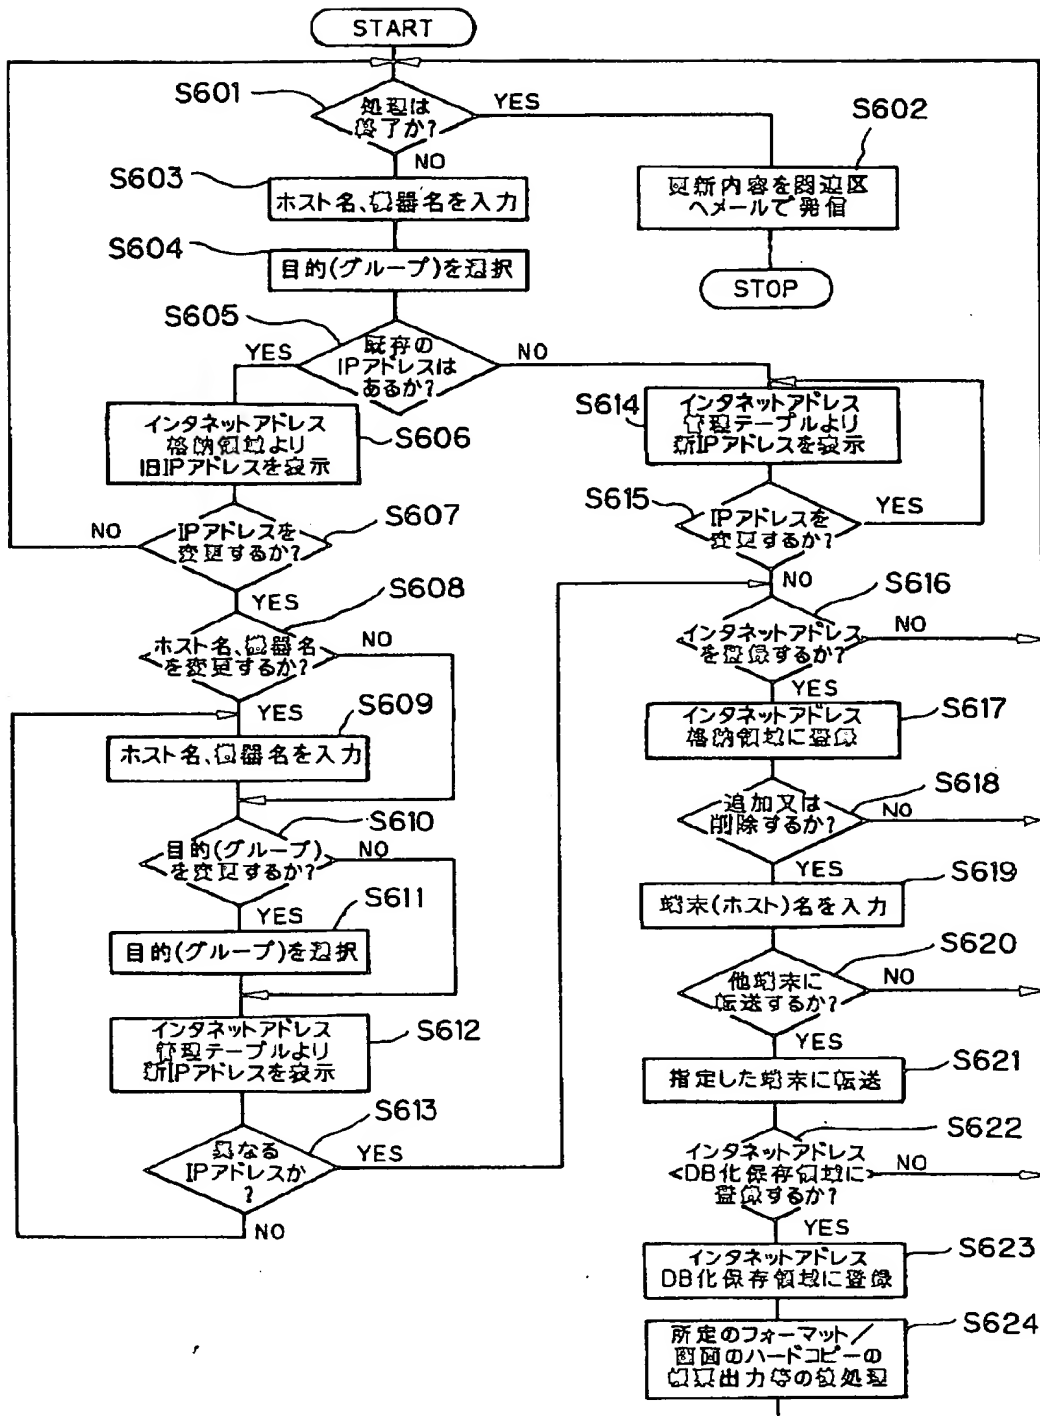 START
S601
処理は
終了か?
YES
NO
S602
更新内容を関連区
へメールで発信
STOP
S603
ホスト名、機器名を入力
S604
目的(グループ)を選択
S605
既存の
IPアドレスは
あるか?
YES
NO
インタネットアドレス
格納領域より
旧IPアドレスを表示
S606
IPアドレスを
変更するか?
S607
NO
YES
S608
ホスト名、機器名
を変更するか?
NO
YES
S609
ホスト名、機器名を入力
S610
目的(グループ)
を変更するか?
NO
YES
S611
目的(グループ)を選択
インタネットアドレス
管理テーブルより
新IPアドレスを表示
S612
S613
異なる
IPアドレスか
?
YES
NO
S614
インタネットアドレス
管理テーブルより
新IPアドレスを表示
S615
IPアドレスを
変更するか?
YES
NO
S616
インタネットアドレス
を登録するか?
NO
YES
S617
インタネットアドレス
格納領域に登録
S618
追加又は
削除するか?
NO
YES
S619
端末(ホスト)名を入力
S620
他端末に
転送するか?
NO
YES
S621
指定した端末に転送
S622
インタネットアドレス
DB化保存領域に
登録するか?
NO
YES
S623
インタネットアドレス
DB化保存領域に登録
S624
所定のフォーマット/
画面のハードコピーの
結果出力等の後処理